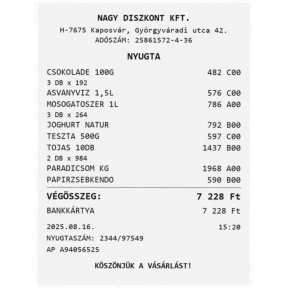 NAGY DISZKONT KFT.
H-7675 Kaposvár, Györgyváradi utca 42.
ADÓSZÁM: 25861572-4-36
NYUGTA
CSOKOLADE 100G 482 C00
3 DB x 192
ASVANYVIZ 1,5L 576 C00
MOSOGATOSZER 1L 786 A00
3 DB x 264
JOGHURT NATUR 792 B00
TESZTA 500G 597 C00
TOJAS 10DB 1437 B00
2 DB x 984
PARADICSOM KG 1968 A00
PAPIRZSEBKENDO 590 B00
VÉGÖSSZEG: 7 228 Ft
BANKKÁRTYA 7 228 Ft
2025.08.16. 15:20
NYUGTASZÁM: 2344/97549
AP A94056525
KÖSZÖNJÜK A VÁSÁRLÁST!